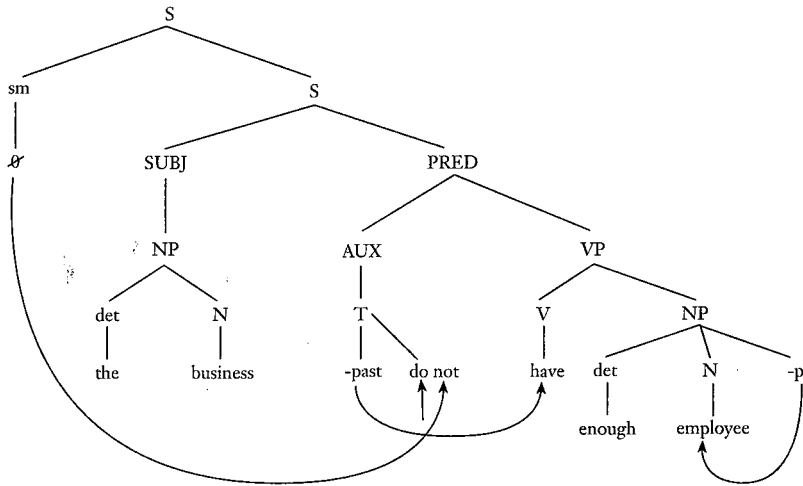 S
sm S
∅ SUBJ PRED
NP AUX VP
det N T V NP
the business -past do not have det N -p
enough employee